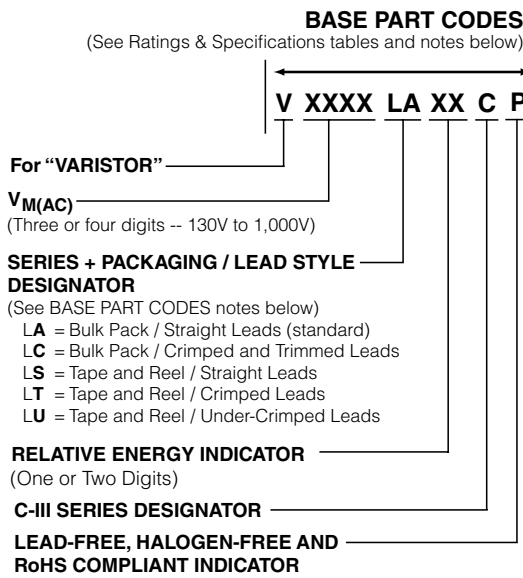 BASE PART CODES
(See Ratings & Specifications tables and notes below)
V XXXX LA XX C P
For “VARISTOR”
VM(AC)
(Three or four digits -- 130V to 1,000V)
SERIES + PACKAGING / LEAD STYLE
DESIGNATOR
(See BASE PART CODES notes below)
LA = Bulk Pack / Straight Leads (standard)
LC = Bulk Pack / Crimped and Trimmed Leads
LS = Tape and Reel / Straight Leads
LT = Tape and Reel / Crimped Leads
LU = Tape and Reel / Under-Crimped Leads
RELATIVE ENERGY INDICATOR
(One or Two Digits)
C-III SERIES DESIGNATOR
LEAD-FREE, HALOGEN-FREE AND
RoHS COMPLIANT INDICATOR